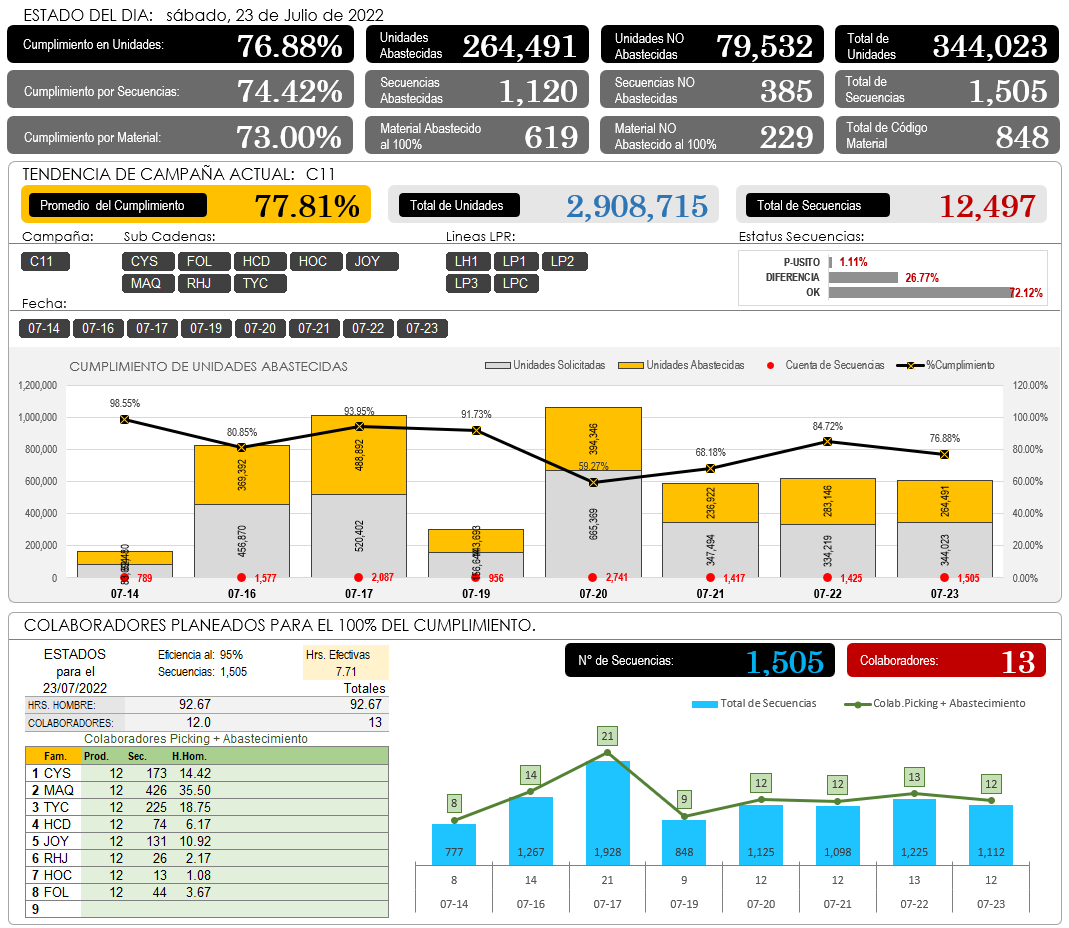 ESTADO DEL DIA: sábado, 23 de Julio de 2022
Cumplimiento en Unidades: 76.88%
Unidades Abastecidas 264,491
Unidades NO Abastecidas 79,532
Total de Unidades 344,023
Cumplimiento por Secuencias: 74.42%
Secuencias Abastecidas 1,120
Secuencias NO Abastecidas 385
Total de Secuencias 1,505
Cumplimiento por Material: 73.00%
Material Abastecido al 100% 619
Material NO Abastecido al 100% 229
Total de Código Material 848
TENDENCIA DE CAMPAÑA ACTUAL: C11
Promedio del Cumplimiento 77.81%
Total de Unidades 2,908,715
Total de Secuencias 12,497
Campaña: Sub Cadenas: Lineas LPR: Estatus Secuencias:
C11 CYS FOL HCD HOC JOY LH1 LP1 LP2
MAQ RHJ TYC LP3 LPC
P-USITO 1.11%
DIFERENCIA 26.77%
OK 72.12%
Fecha:
07-14 07-16 07-17 07-19 07-20 07-21 07-22 07-23
CUMPLIMIENTO DE UNIDADES ABASTECIDAS
Unidades Solicitadas Unidades Abastecidas Cuenta de Secuencias %Cumplimiento
1,200,000 120.00%
1,000,000 100.00%
800,000 80.00%
600,000 60.00%
400,000 40.00%
200,000 20.00%
0 0.00%
98.55% 80.85% 93.95% 91.73% 59.27% 68.18% 84.72% 76.88%
369,392 488,892 394,346 236,922 283,146 264,491
456,870 520,402 665,369 347,494 334,219 344,023
789 1,577 2,087 956 2,741 1,417 1,425 1,505
07-14 07-16 07-17 07-19 07-20 07-21 07-22 07-23
COLABORADORES PLANEADOS PARA EL 100% DEL CUMPLIMIENTO.
ESTADOS para el 23/07/2022
Eficiencia al: 95%
Secuencias: 1,505
Hrs. Efectivas
7.71
Totales
HRS. HOMBRE: 92.67 92.67
COLABORADORES: 12.0 13
Colaboradores Picking + Abastecimiento
Fam. Prod. Sec. H.Hom.
1 CYS 12 173 14.42
2 MAQ 12 426 35.50
3 TYC 12 225 18.75
4 HCD 12 74 6.17
5 JOY 12 131 10.92
6 RHJ 12 26 2.17
7 HOC 12 13 1.08
8 FOL 12 44 3.67
9
N° de Secuencias: 1,505
Colaboradores: 13
Total de Secuencias Colab.Picking + Abastecimiento
8 14 21 9 12 12 13 12
777 1,267 1,928 848 1,125 1,098 1,225 1,112
8 14 21 9 12 12 13 12
07-14 07-16 07-17 07-19 07-20 07-21 07-22 07-23